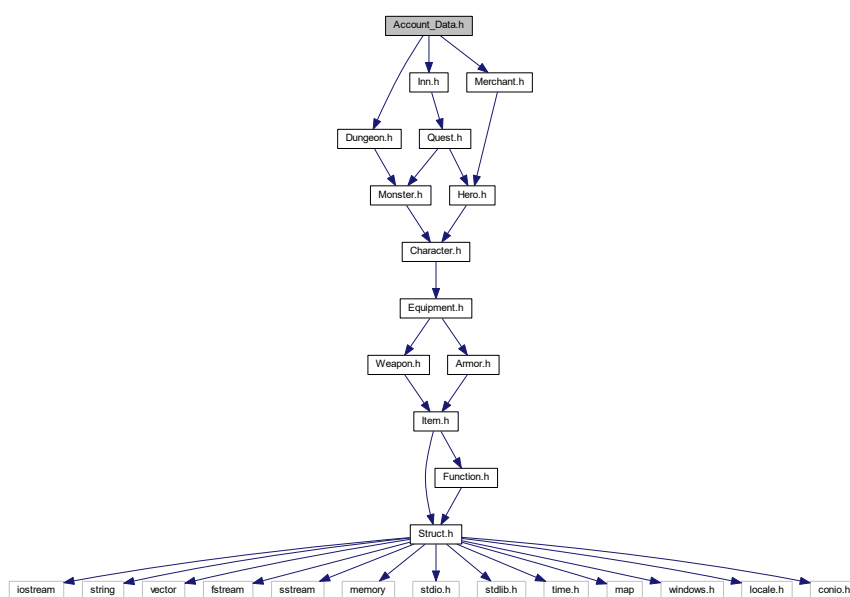 Account_Data.h
Inn.h
Merchant.h
Dungeon.h
Quest.h
Monster.h
Hero.h
Character.h
Equipment.h
Weapon.h
Armor.h
Item.h
Function.h
Struct.h
iostream
string
vector
fstream
sstream
memory
stdio.h
stdlib.h
time.h
map
windows.h
locale.h
conio.h